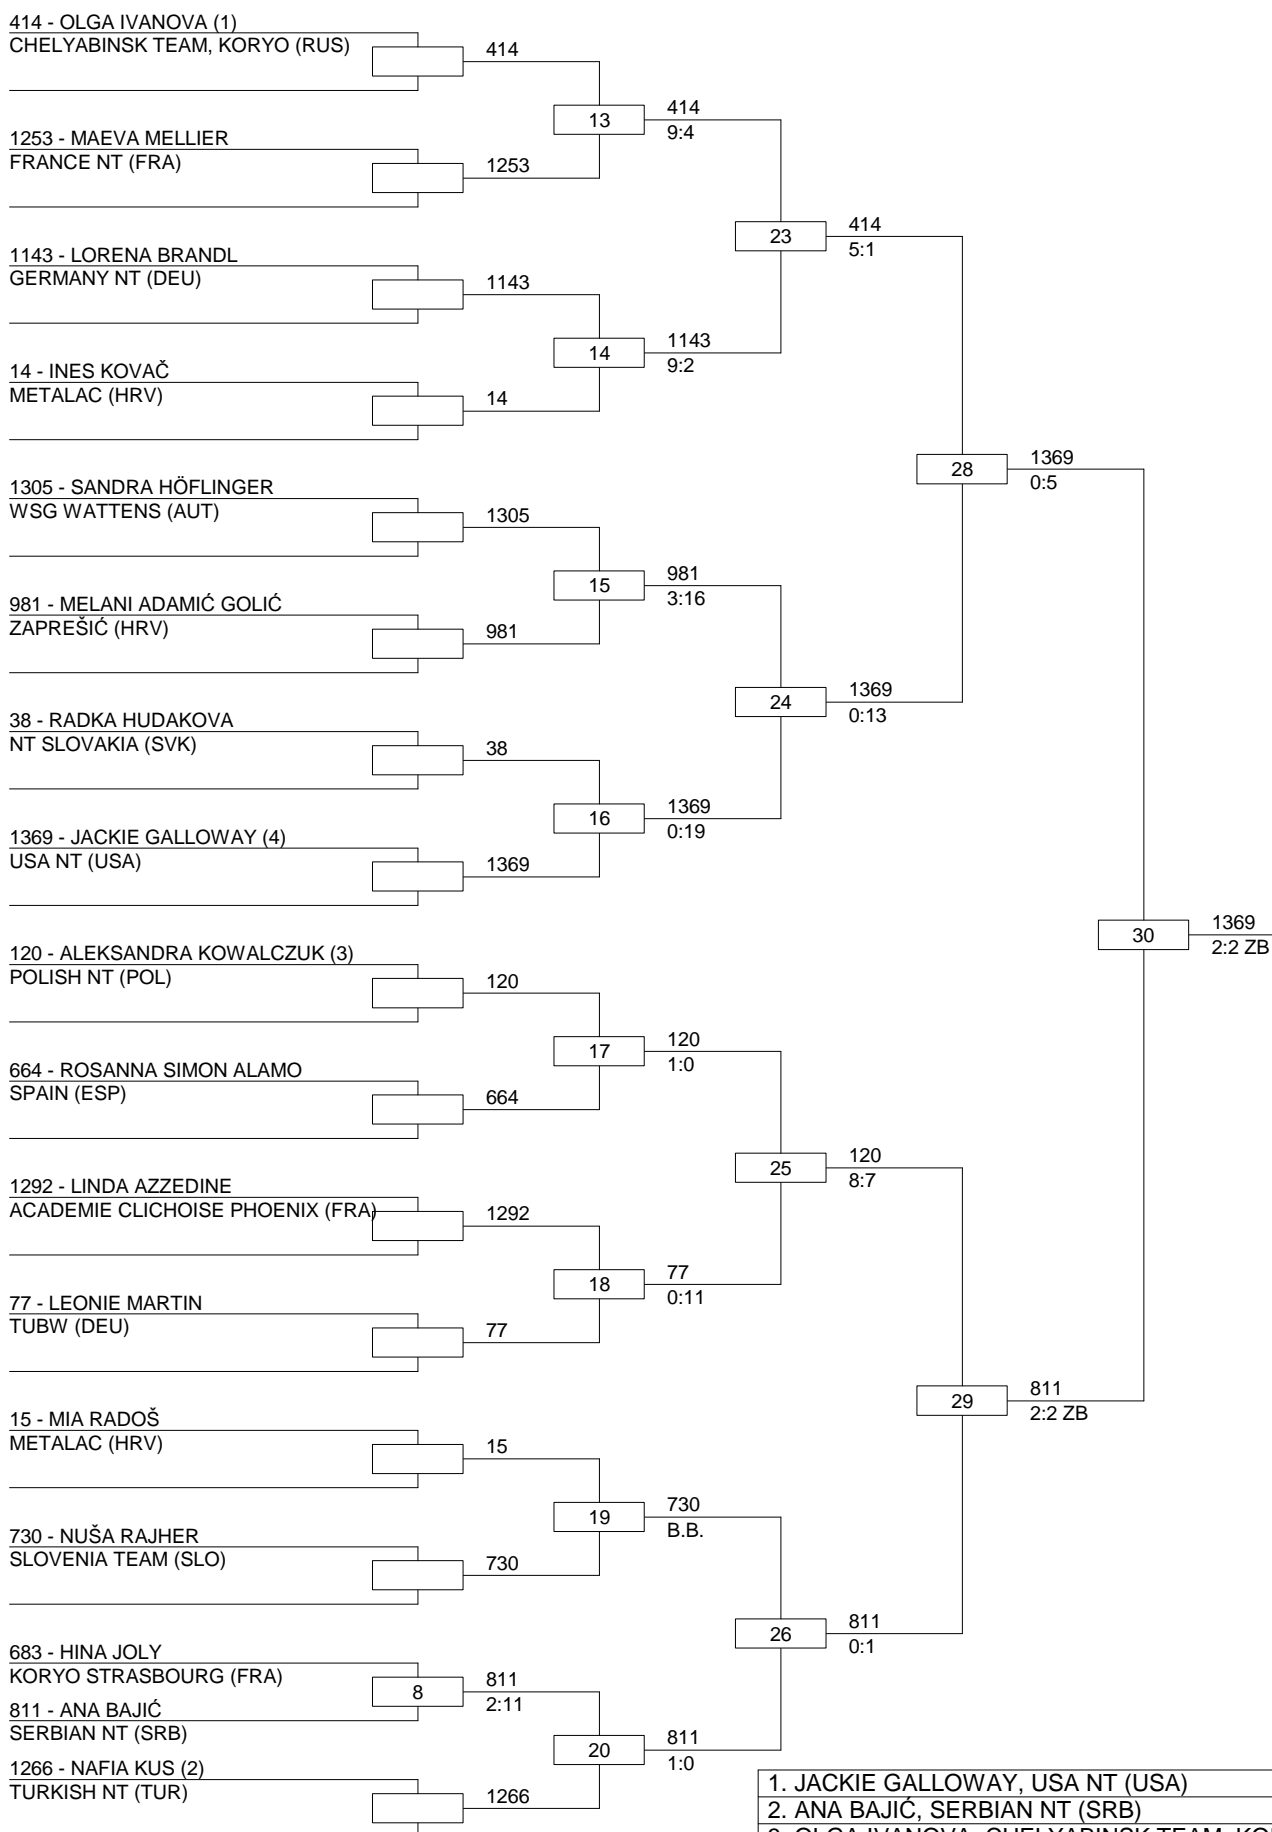 414 - OLGA IVANOVA (1)
CHELYABINSK TEAM, KORYO (RUS)
414
13
414
9:4
1253 - MAEVA MELLIER
FRANCE NT (FRA)
1253
23
414
5:1
1143 - LORENA BRANDL
GERMANY NT (DEU)
1143
14
1143
9:2
14 - INES KOVAČ
METALAC (HRV)
14
28
1369
0:5
1305 - SANDRA HÖFLINGER
WSG WATTENS (AUT)
1305
15
981
3:16
981 - MELANI ADAMIĆ GOLIĆ
ZAPREŠIĆ (HRV)
981
24
1369
0:13
38 - RADKA HUDAKOVA
NT SLOVAKIA (SVK)
38
16
1369
0:19
1369 - JACKIE GALLOWAY (4)
USA NT (USA)
1369
30
1369
2:2 ZB
120 - ALEKSANDRA KOWALCZUK (3)
POLISH NT (POL)
120
17
120
1:0
664 - ROSANNA SIMON ALAMO
SPAIN (ESP)
664
25
120
8:7
1292 - LINDA AZZEDINE
ACADEMIE CLICHOISE PHOENIX (FRA)
1292
18
77
0:11
77 - LEONIE MARTIN
TUBW (DEU)
77
29
811
2:2 ZB
15 - MIA RADOŠ
METALAC (HRV)
15
19
730
B.B.
730 - NUŠA RAJHER
SLOVENIA TEAM (SLO)
730
26
811
0:1
683 - HINA JOLY
KORYO STRASBOURG (FRA)
8
811
2:11
811 - ANA BAJIĆ
SERBIAN NT (SRB)
20
811
1:0
1266 - NAFIA KUS (2)
TURKISH NT (TUR)
1266
1. JACKIE GALLOWAY, USA NT (USA)
2. ANA BAJIĆ, SERBIAN NT (SRB)
OLGA IVANOVA, CHELYABINSK TEAM,